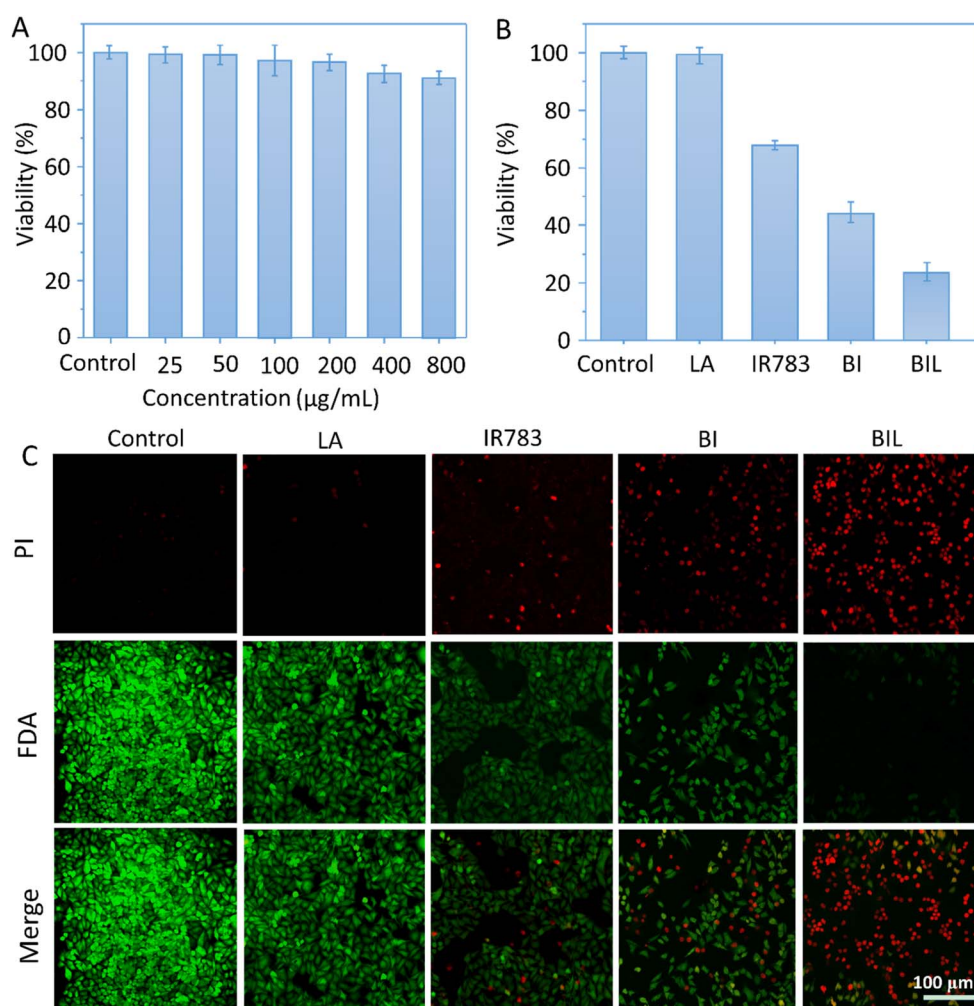 A
Viability (%)
100
80
60
40
20
0
Control 25 50 100 200 400 800
Concentration (µg/mL)
B
Viability (%)
100
80
60
40
20
0
Control LA IR783 BI BIL
C
Control LA IR783 BI BIL
PI
FDA
Merge
100 µm